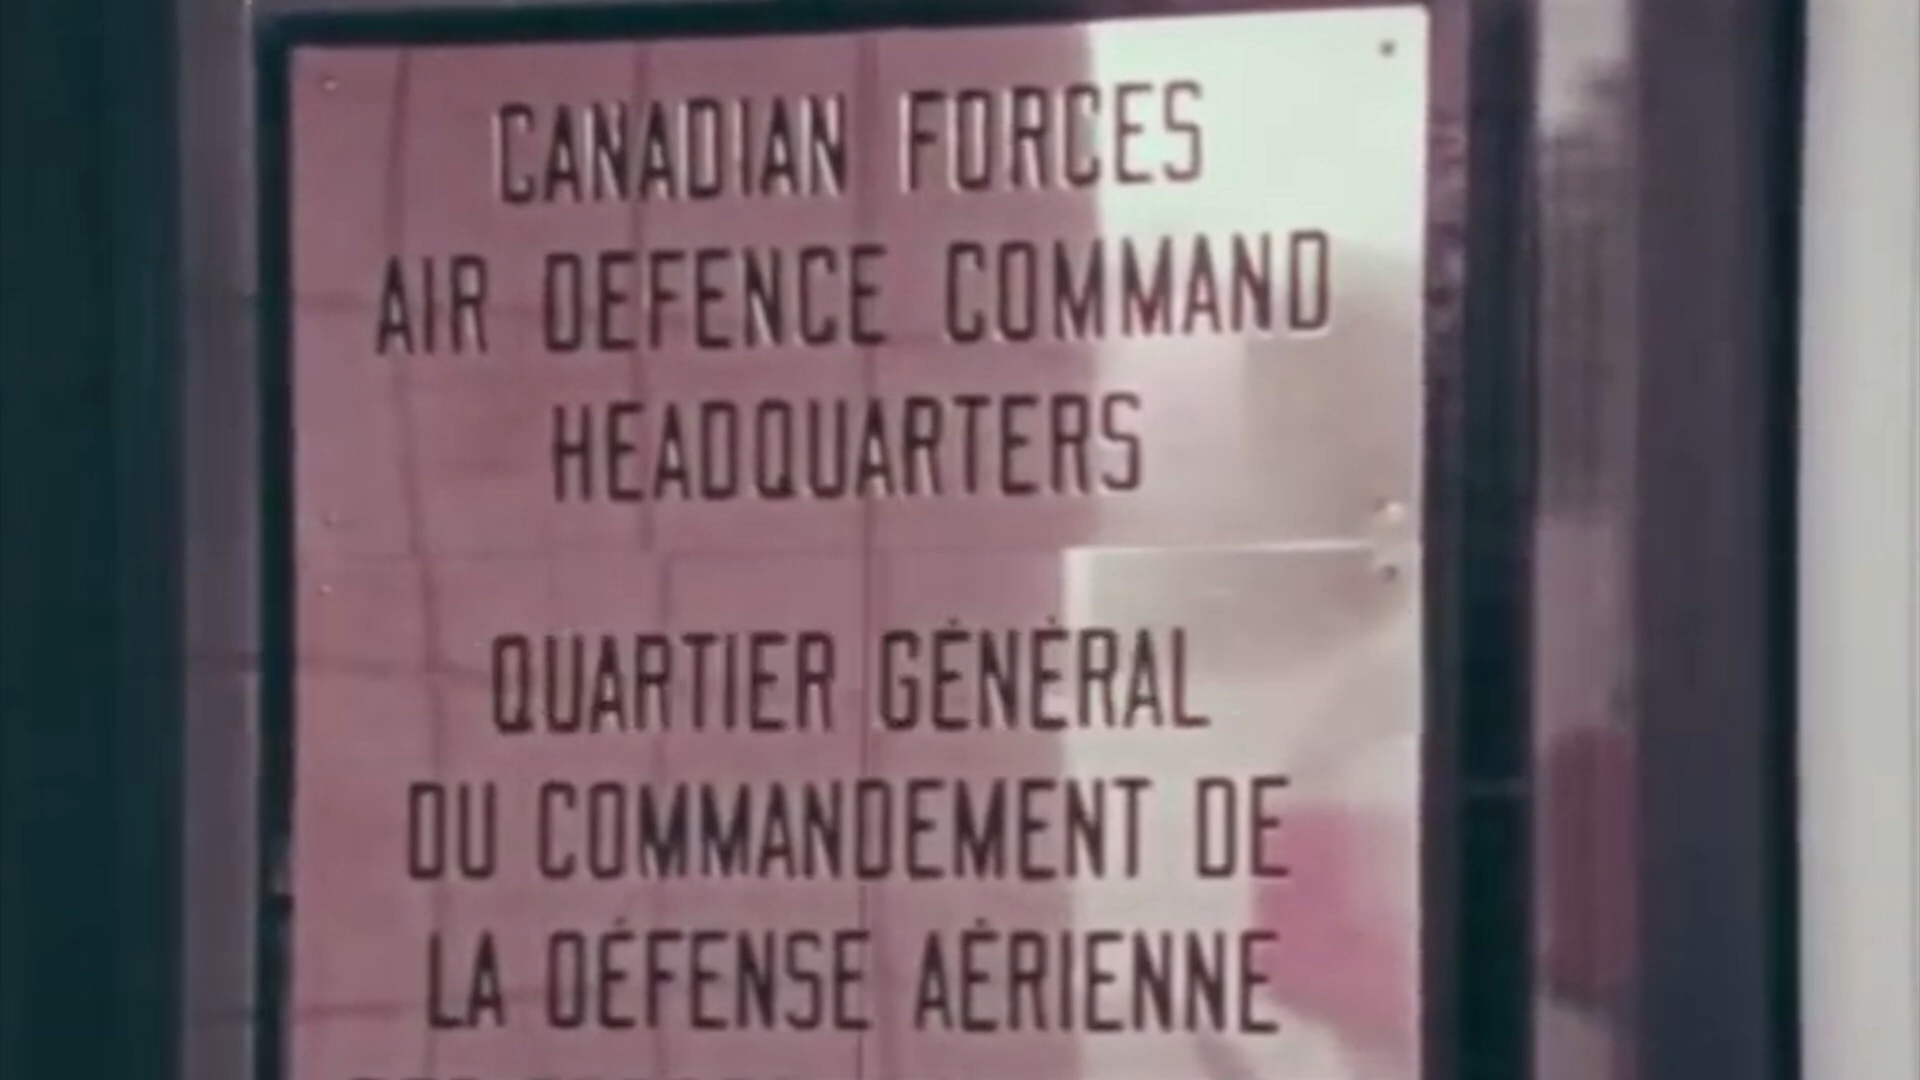 CANADIAN FORCES
AIR DEFENCE COMMAND
HEADQUARTERS
QUARTIER GÉNÉRAL
DU COMMANDEMENT DE
LA DÉFENSE AÉRIENNE